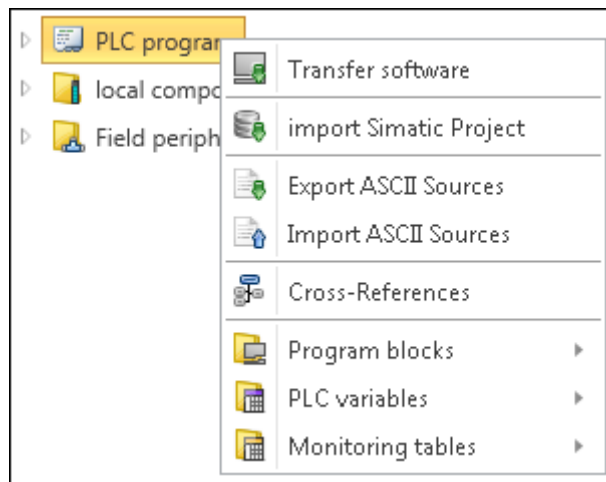 PLC progran
Transfer software
local compo
import Simatic Project
Field periph
Export ASCII Sources
Import ASCII Sources
Cross-References
Program blocks
PLC variables
Monitoring tables